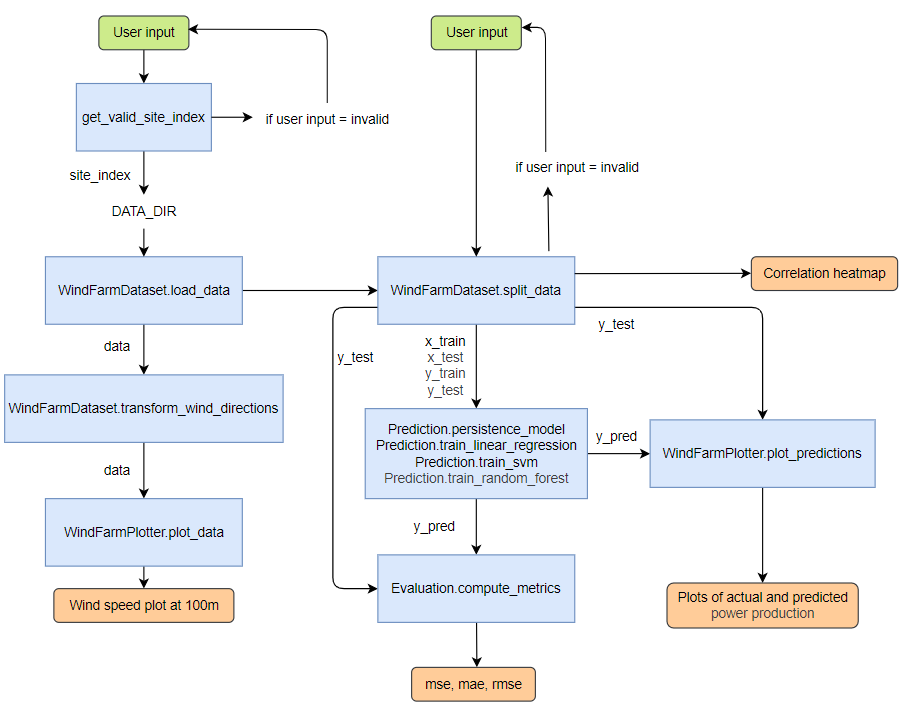 User input
User input
get_valid_site_index
if user input = invalid
if user input = invalid
site_index
DATA_DIR
WindFarmDataset.load_data
WindFarmDataset.split_data
Correlation heatmap
y_test
x_train
x_test
y_train
y_test
y_test
data
WindFarmDataset.transform_wind_directions
Prediction.persistence_model
Prediction.train_linear_regression
Prediction.train_svm
Prediction.train_random_forest
y_pred
WindFarmPlotter.plot_predictions
data
WindFarmPlotter.plot_data
y_pred
Evaluation.compute_metrics
Wind speed plot at 100m
Plots of actual and predicted
power production
mse, mae, rmse